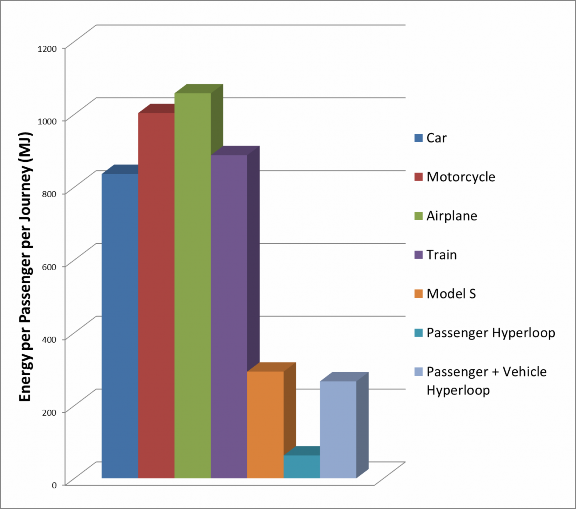 Energy per Passenger per Journey (MJ)
1200
1000
800
600
400
200
0
Car
Motorcycle
Airplane
Train
Model S
Passenger Hyperloop
Passenger + Vehicle
Hyperloop